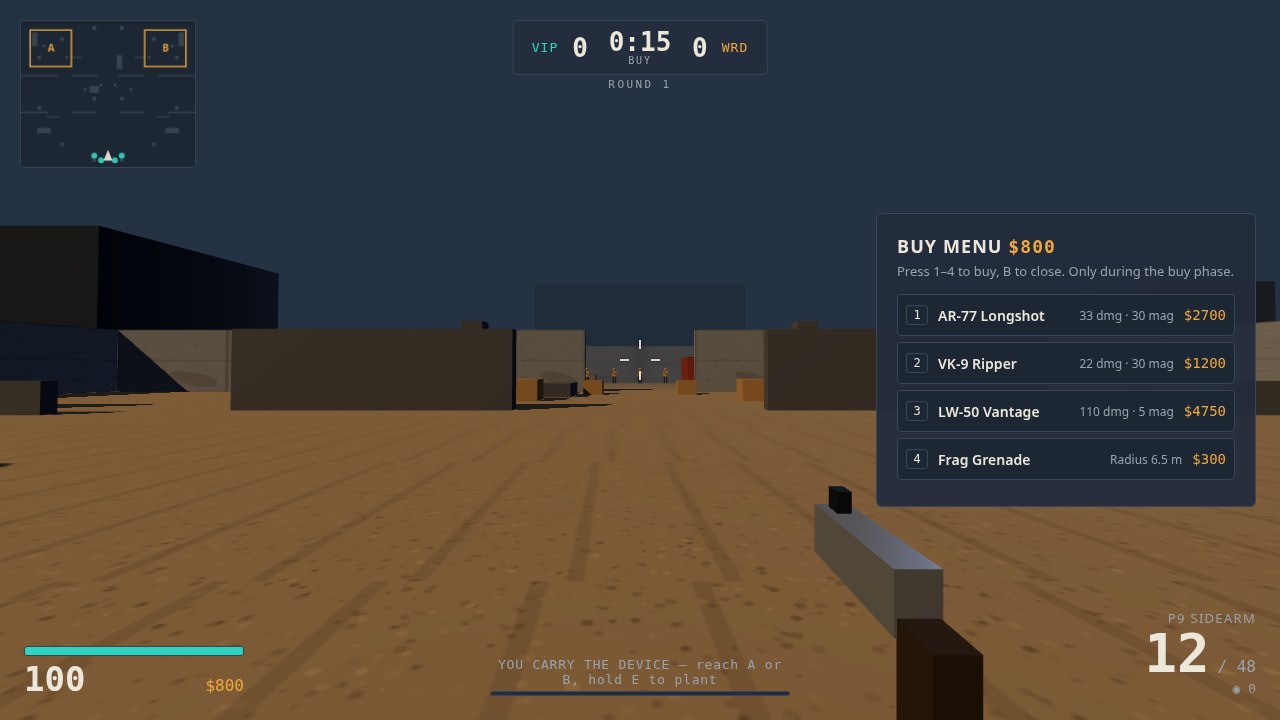 A
B
VIP 0 0:15 0 WRD
BUY
ROUND 1
BUY MENU $800
Press 1–4 to buy, B to close. Only during the buy phase.
1 AR-77 Longshot 33 dmg · 30 mag $2700
2 VK-9 Ripper 22 dmg · 30 mag $1200
3 LW-50 Vantage 110 dmg · 5 mag $4750
4 Frag Grenade Radius 6.5 m $300
100 $800
YOU CARRY THE DEVICE — reach A or
B, hold E to plant
P9 SIDEARM
12 / 48
◉ 0